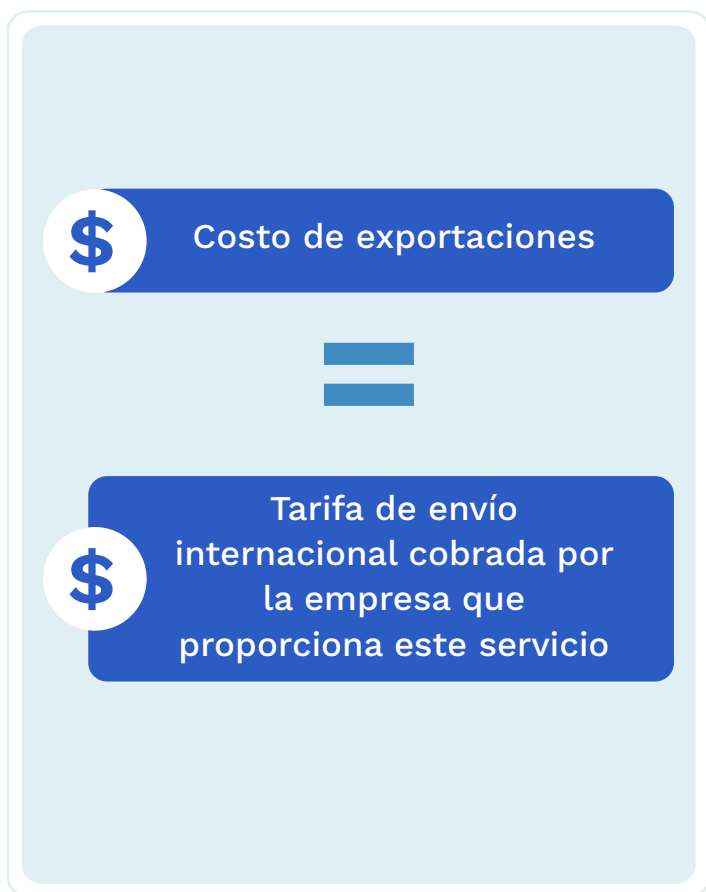 $ Costo de exportaciones
=
Tarifa de envío
internacional cobrada por
$ la empresa que
proporciona este servicio